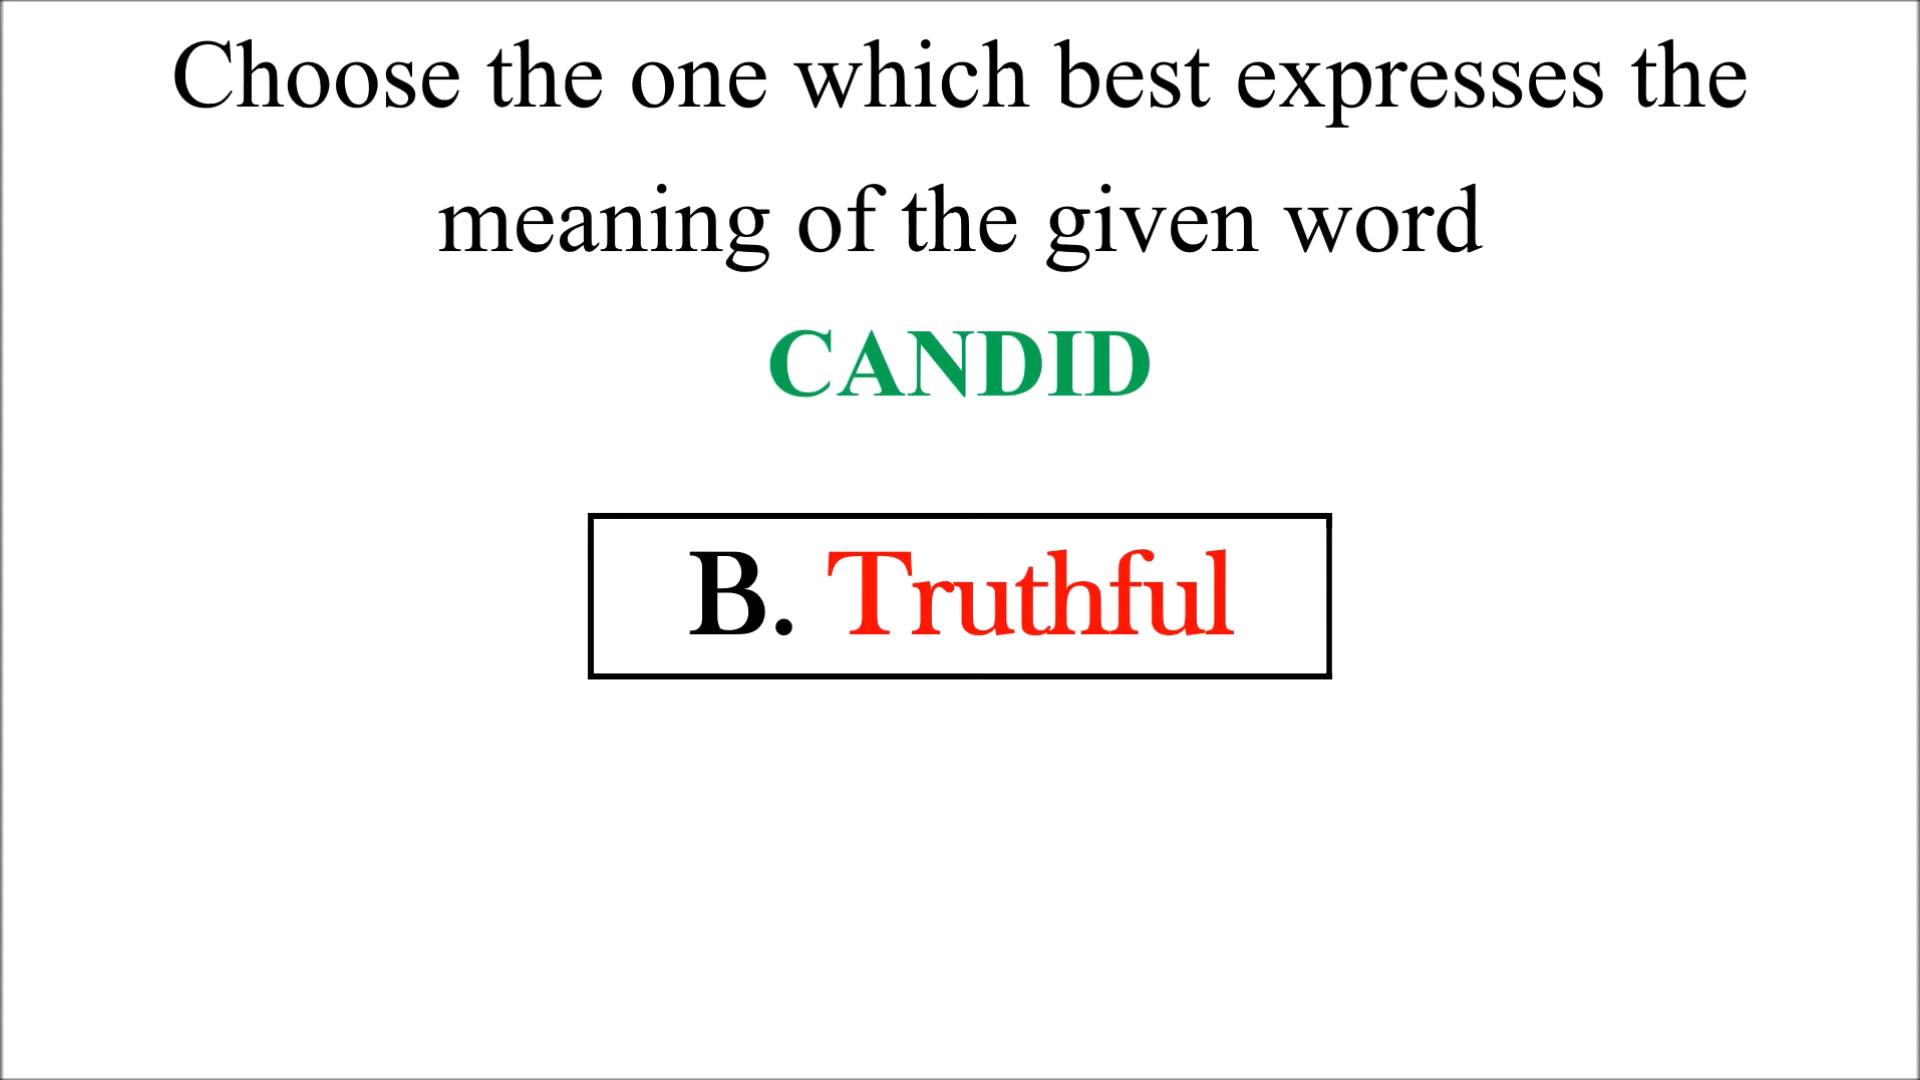 Choose the one which best expresses the
meaning of the given word
CANDID
B. Truthful